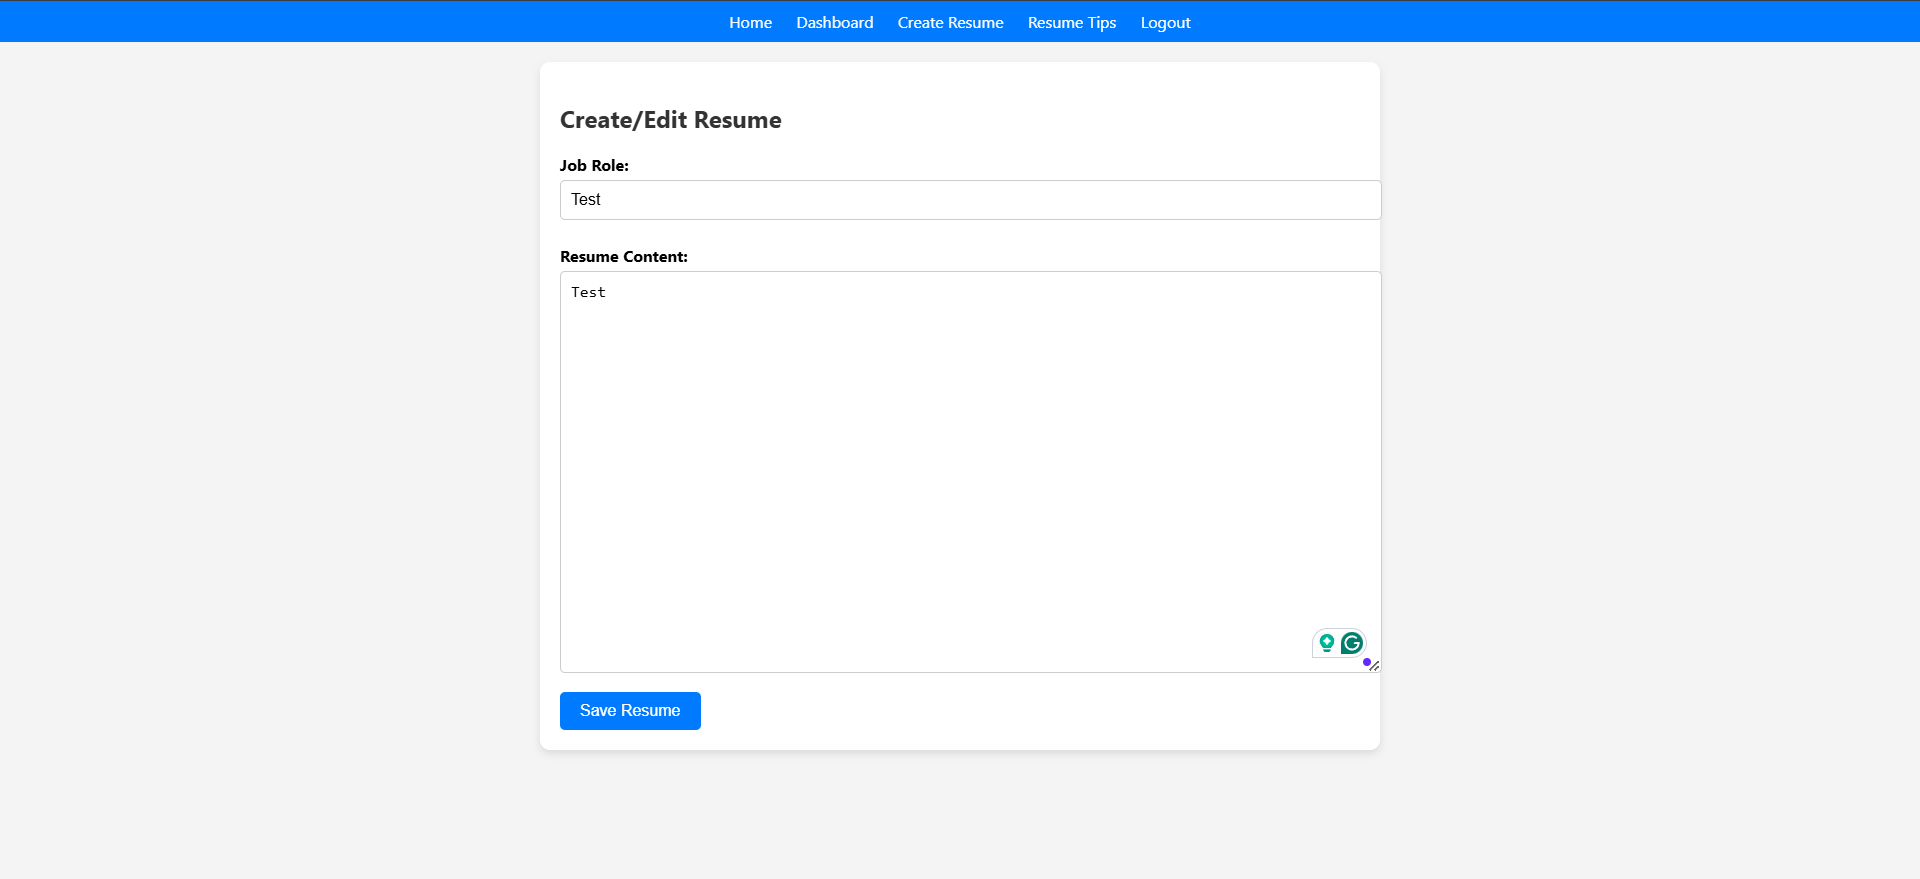 Home Dashboard Create Resume Resume Tips Logout
Create/Edit Resume
Job Role:
Test
Resume Content:
Test
Save Resume